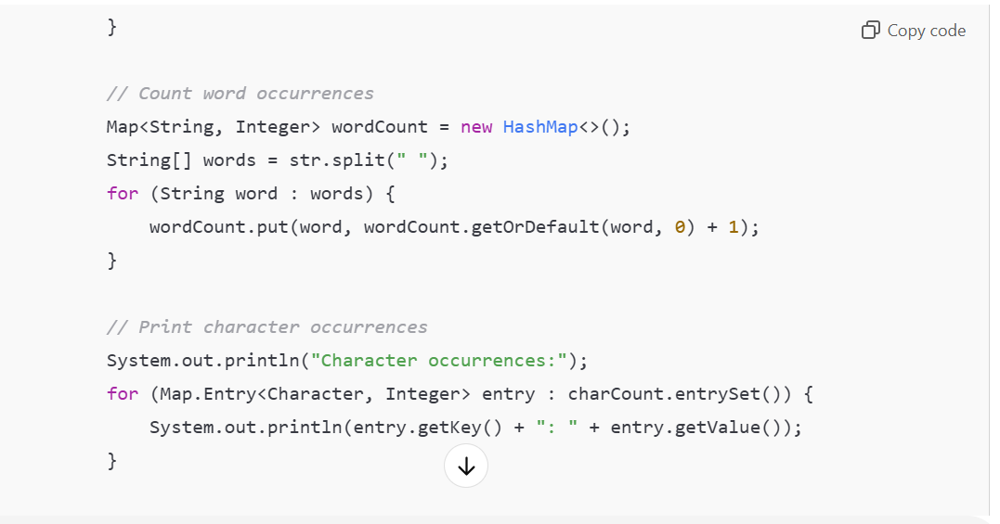 }
Copy code
// Count word occurrences
Map<String, Integer> wordCount = new HashMap<>();
String[] words = str.split(" ");
for (String word : words) {
    wordCount.put(word, wordCount.getOrDefault(word, 0) + 1);
}
// Print character occurrences
System.out.println("Character occurrences:");
for (Map.Entry<Character, Integer> entry : charCount.entrySet()) {
    System.out.println(entry.getKey() + ": " + entry.getValue());
}